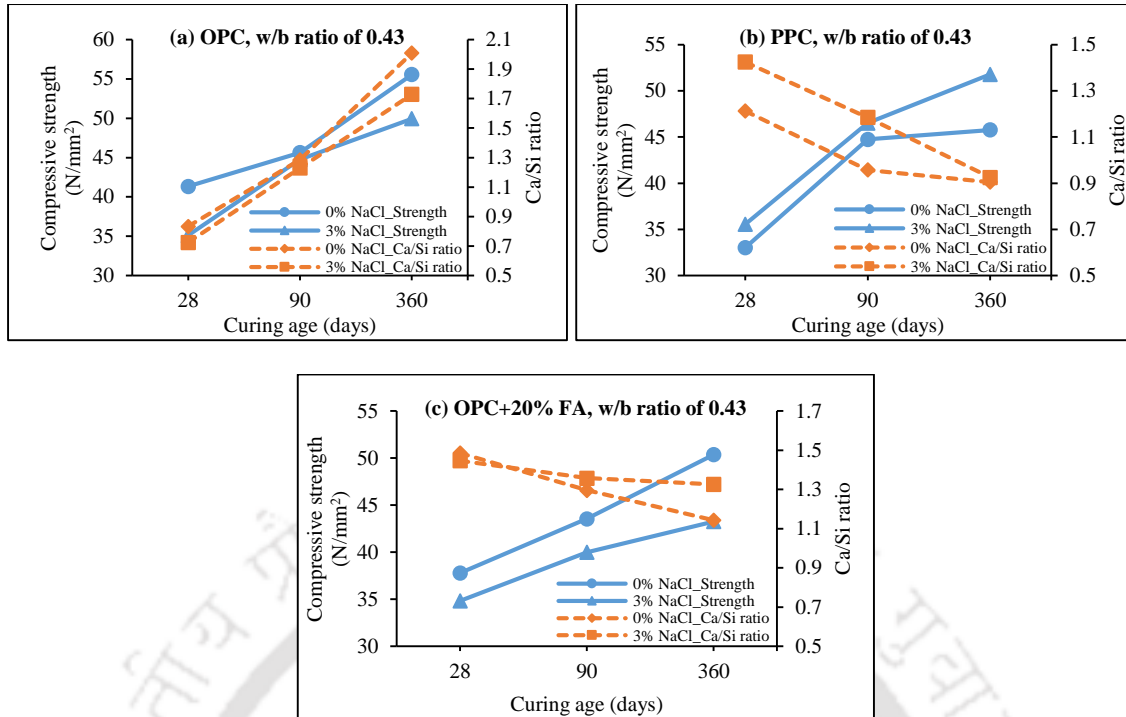 (a) OPC, w/b ratio of 0.43
Compressive strength
(N/mm²)
60
55
50
45
40
35
30
2.1
1.9
1.7
1.5
1.3
1.1
0.9
0.7
0.5
Ca/Si ratio
0% NaCl_Strength
3% NaCl_Strength
0% NaCl_Ca/Si ratio
3% NaCl_Ca/Si ratio
28 90 360
Curing age (days)
(b) PPC, w/b ratio of 0.43
Compressive strength
(N/mm²)
55
50
45
40
35
30
1.5
1.3
1.1
0.9
0.7
0.5
Ca/Si ratio
0% NaCl_Strength
3% NaCl_Strength
0% NaCl_Ca/Si ratio
3% NaCl_Ca/Si ratio
28 90 360
Curing age (days)
(c) OPC+20% FA, w/b ratio of 0.43
Compressive strength
(N/mm²)
55
50
45
40
35
30
1.7
1.5
1.3
1.1
0.9
0.7
0.5
Ca/Si ratio
0% NaCl_Strength
3% NaCl_Strength
0% NaCl_Ca/Si ratio
3% NaCl_Ca/Si ratio
28 90 360
Curing age (days)